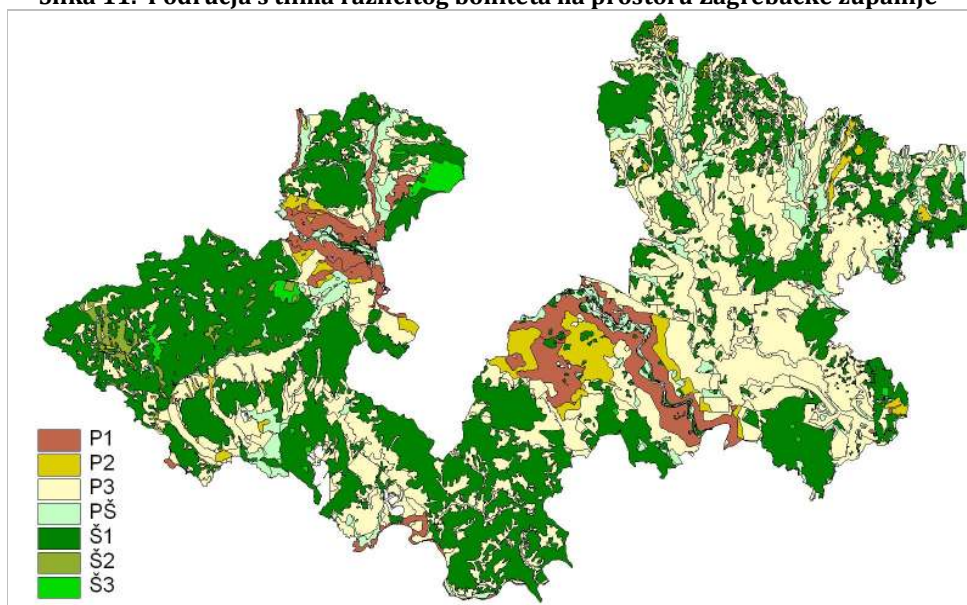 Slika 11. Područja s tlima različitog boniteta na prostoru Zagrebačke županije
P1
P2
P3
PŠ
Š1
Š2
Š3